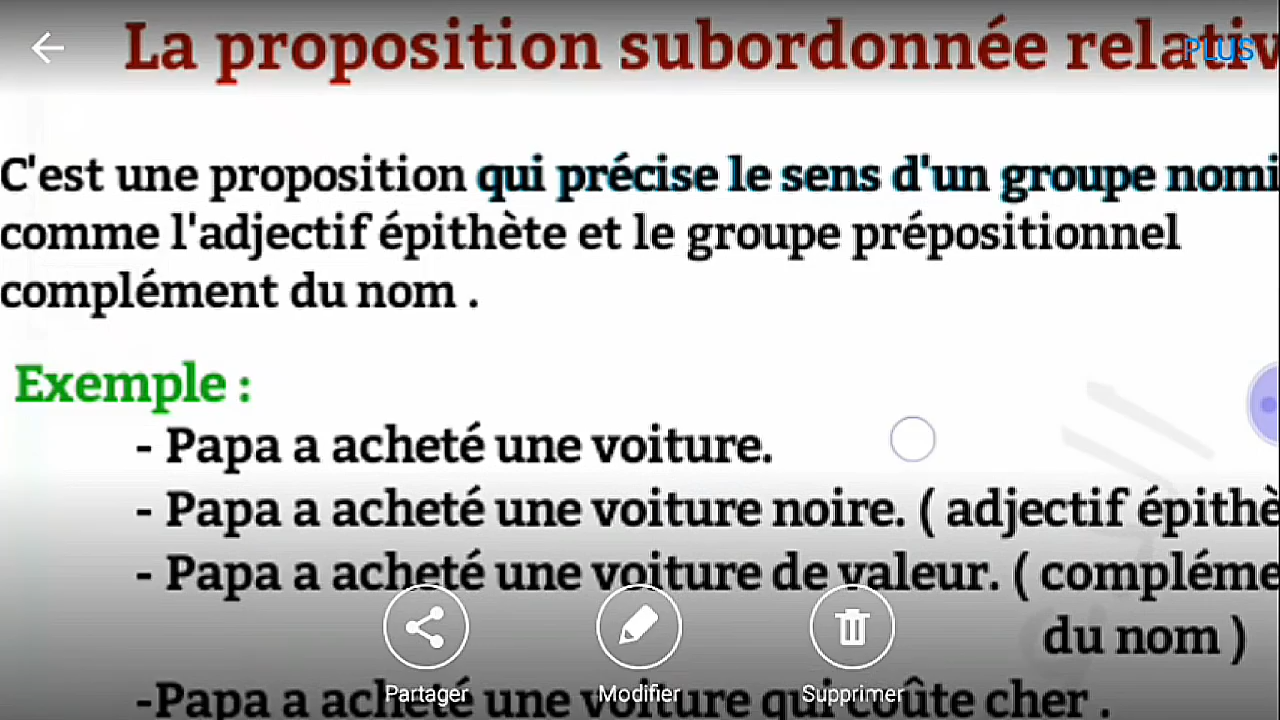 La proposition subordonnée relativ
PLUS
C'est une proposition qui précise le sens d'un groupe nomi
comme l'adjectif épithète et le groupe prépositionnel
complément du nom .
Exemple :
- Papa a acheté une voiture.
- Papa a acheté une voiture noire. ( adjectif épithè
- Papa a acheté une voiture de valeur. ( compléme
du nom )
Partager Modifier Supprimer
-Papa a acheté une voiture qui coûte cher .